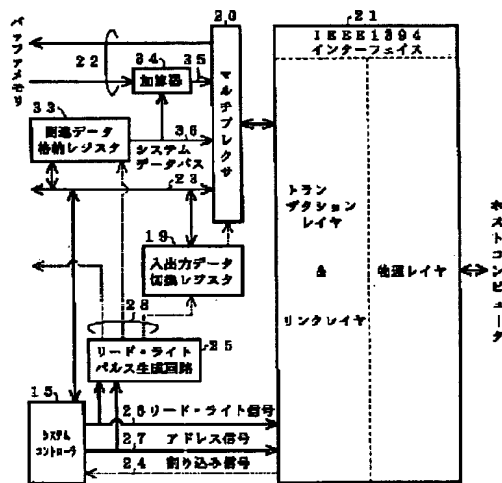 20
21
IEEE1394
インターフェイス
バッファメモリ
22
34
加算器
35
マルチプレクサ
33
関連データ
格納レジスタ
36
システム
データバス
23
トラン
ザクション
レイヤ
&
リンクレイヤ
物理レイヤ
ホストコンピュータ
19
入出力データ
切換レジスタ
28
リード・ライト
パルス生成回路
25
15
システム
コントローラ
26 リード・ライト信号
27 アドレス信号
24 割り込み信号